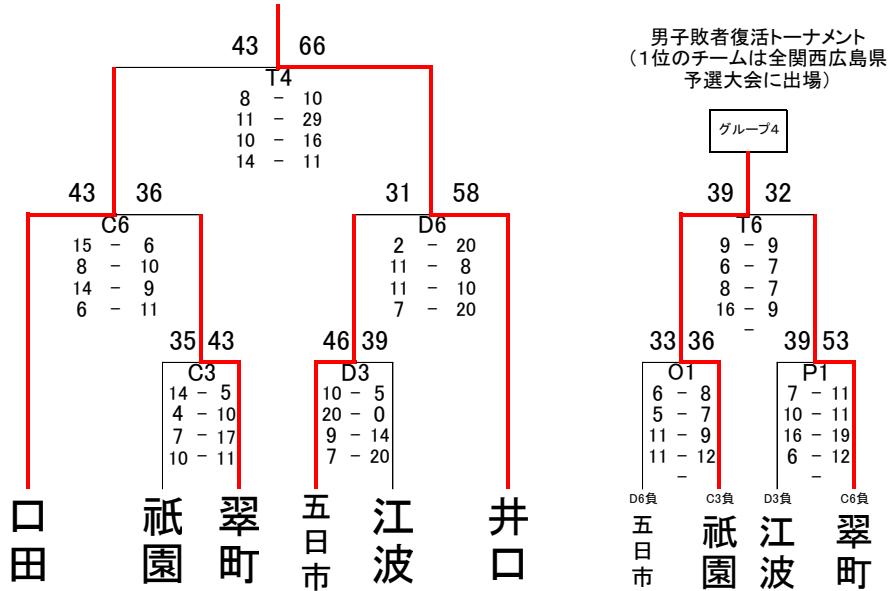 43 66
T4
8 - 10
11 - 29
10 - 16
14 - 11
男子敗者復活トーナメント
(1位のチームは全関西広島県
予選大会に出場)
グループ4
43 36
C6
15 - 6
8 - 10
14 - 9
6 - 11
31 58
D6
2 - 20
11 - 8
11 - 10
7 - 20
39 32
T6
9 - 9
6 - 7
8 - 7
16 - 9
-
35 43
C3
14 - 5
4 - 10
7 - 17
10 - 11
46 39
D3
10 - 5
20 - 0
9 - 14
7 - 20
33 36
O1
6 - 8
5 - 7
11 - 9
11 - 12
-
39 53
P1
7 - 11
10 - 11
16 - 19
6 - 12
-
D6負
C3負
D3負
C6負
口田
祇園
翠町
五日市
江波
井口
五日市
祇園
江波
翠町